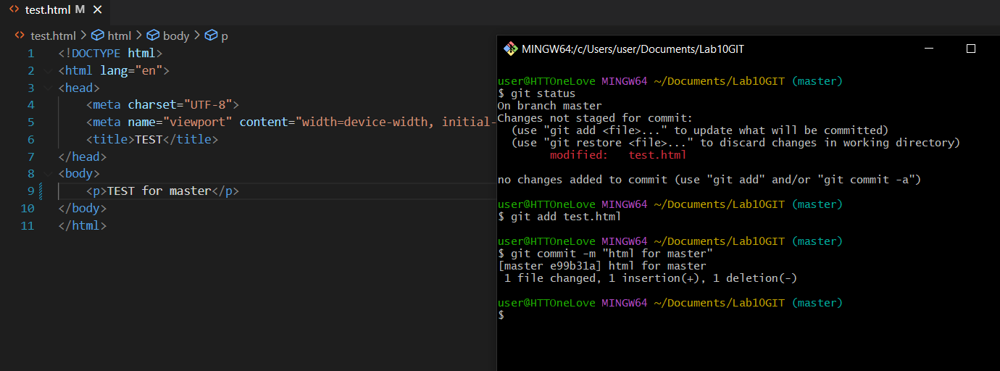 test.html M
test.html > html > body > p
1 <!DOCTYPE html>
2 <html lang="en">
3 <head>
4 <meta charset="UTF-8">
5 <meta name="viewport" content="width=device-width, initial-
6 <title>TEST</title>
7 </head>
8 <body>
9 <p>TEST for master</p>
10 </body>
11 </html>
MINGW64:/c/Users/user/Documents/Lab10GIT
user@HTTOneLove MINGW64 ~/Documents/Lab10GIT (master)
$ git status
On branch master
Changes not staged for commit:
(use "git add <file>..." to update what will be committed)
(use "git restore <file>..." to discard changes in working directory)
modified:   test.html
no changes added to commit (use "git add" and/or "git commit -a")
user@HTTOneLove MINGW64 ~/Documents/Lab10GIT (master)
$ git add test.html
user@HTTOneLove MINGW64 ~/Documents/Lab10GIT (master)
$ git commit -m "html for master"
[master e99b31a] html for master
1 file changed, 1 insertion(+), 1 deletion(-)
user@HTTOneLove MINGW64 ~/Documents/Lab10GIT (master)
$